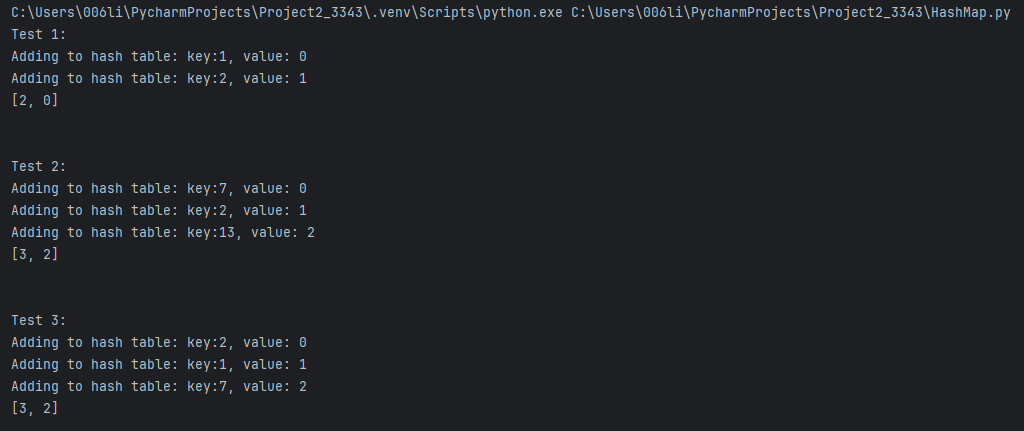 C:\Users\006li\PycharmProjects\Project2_3343\.venv\Scripts\python.exe C:\Users\006li\PycharmProjects\Project2_3343\HashMap.py
Test 1:
Adding to hash table: key:1, value: 0
Adding to hash table: key:2, value: 1
[2, 0]
Test 2:
Adding to hash table: key:7, value: 0
Adding to hash table: key:2, value: 1
Adding to hash table: key:13, value: 2
[3, 2]
Test 3:
Adding to hash table: key:2, value: 0
Adding to hash table: key:1, value: 1
Adding to hash table: key:7, value: 2
[3, 2]